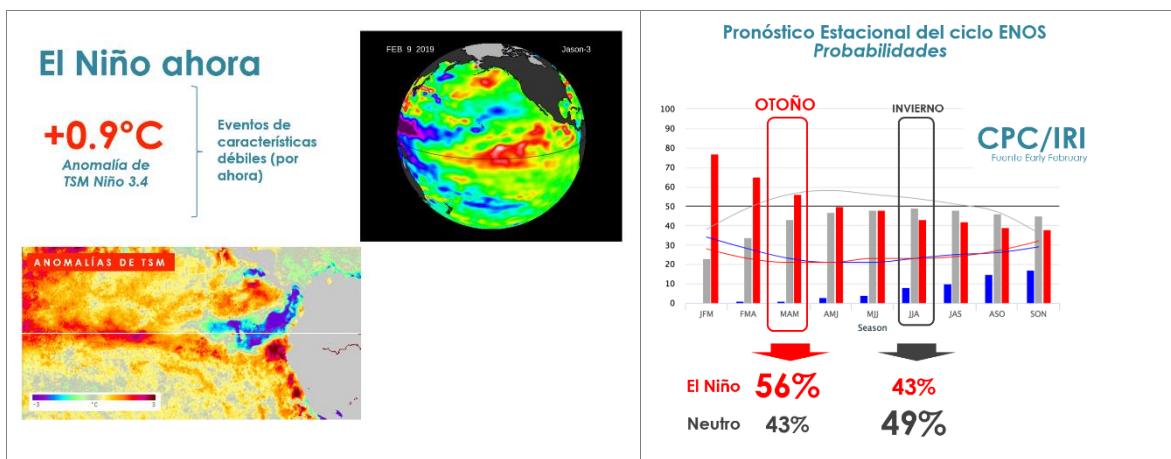 El Niño ahora
+0.9°C
Anomalía de
TSM Niño 3.4
Eventos de
características
débiles (por
ahora)
FEB 9 2019
Jason-3
ANOMALÍAS DE TSM
-3
°C
3
Pronóstico Estacional del ciclo ENOS
Probabilidades
OTOÑO
INVIERNO
CPC/IRI
Fuente Early February
100
90
80
70
60
50
40
30
20
10
0
JFM
FMA
MAM
AMJ
MJJ
JJA
JAS
ASO
SON
Season
El Niño
56%
43%
Neutro
43%
49%